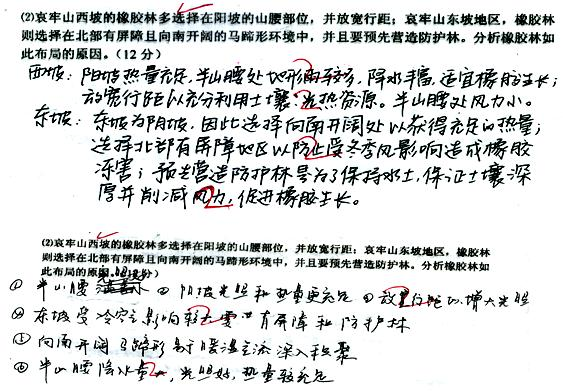 (2)哀牢山西坡的橡胶林多选择在阳坡的山腰部位，并放宽行距；哀牢山东坡地区，橡胶林
则选择在北部有屏障且向南开阔的马蹄形环境中，并且要预先营造防护林。分析橡胶林如
此布局的原因。(12分)
西坡：阳坡热量充足，半山腰处地形雨较多，降水丰富，适宜橡胶生长；
放宽行距以充分利用土壤、光热资源。半山腰处风力小。
东坡：东坡为阴坡，因此选择向南开阔处以获得充足的热量；
选择北部有屏障地区以防止受冬季风影响造成橡胶
冻害；预先营造防护林是为了保持水土，保证土壤深
厚并削减风力，促进橡胶生长。
(2)哀牢山西坡的橡胶林多选择在阳坡的山腰部位，并放宽行距；哀牢山东坡地区，橡胶林
则选择在北部有屏障且向南开阔的马蹄形环境中，并且要预先营造防护林。分析橡胶林如
此布局的原因。
① 半山腰 ② 阳坡光照和热量更充足 放宽行距 增大光照
② 东坡受冷空气影响 要有屏障和防护林
向南开阔马蹄形易于暖湿气流深入积聚
半山腰降水量大，光照好，热量较充足